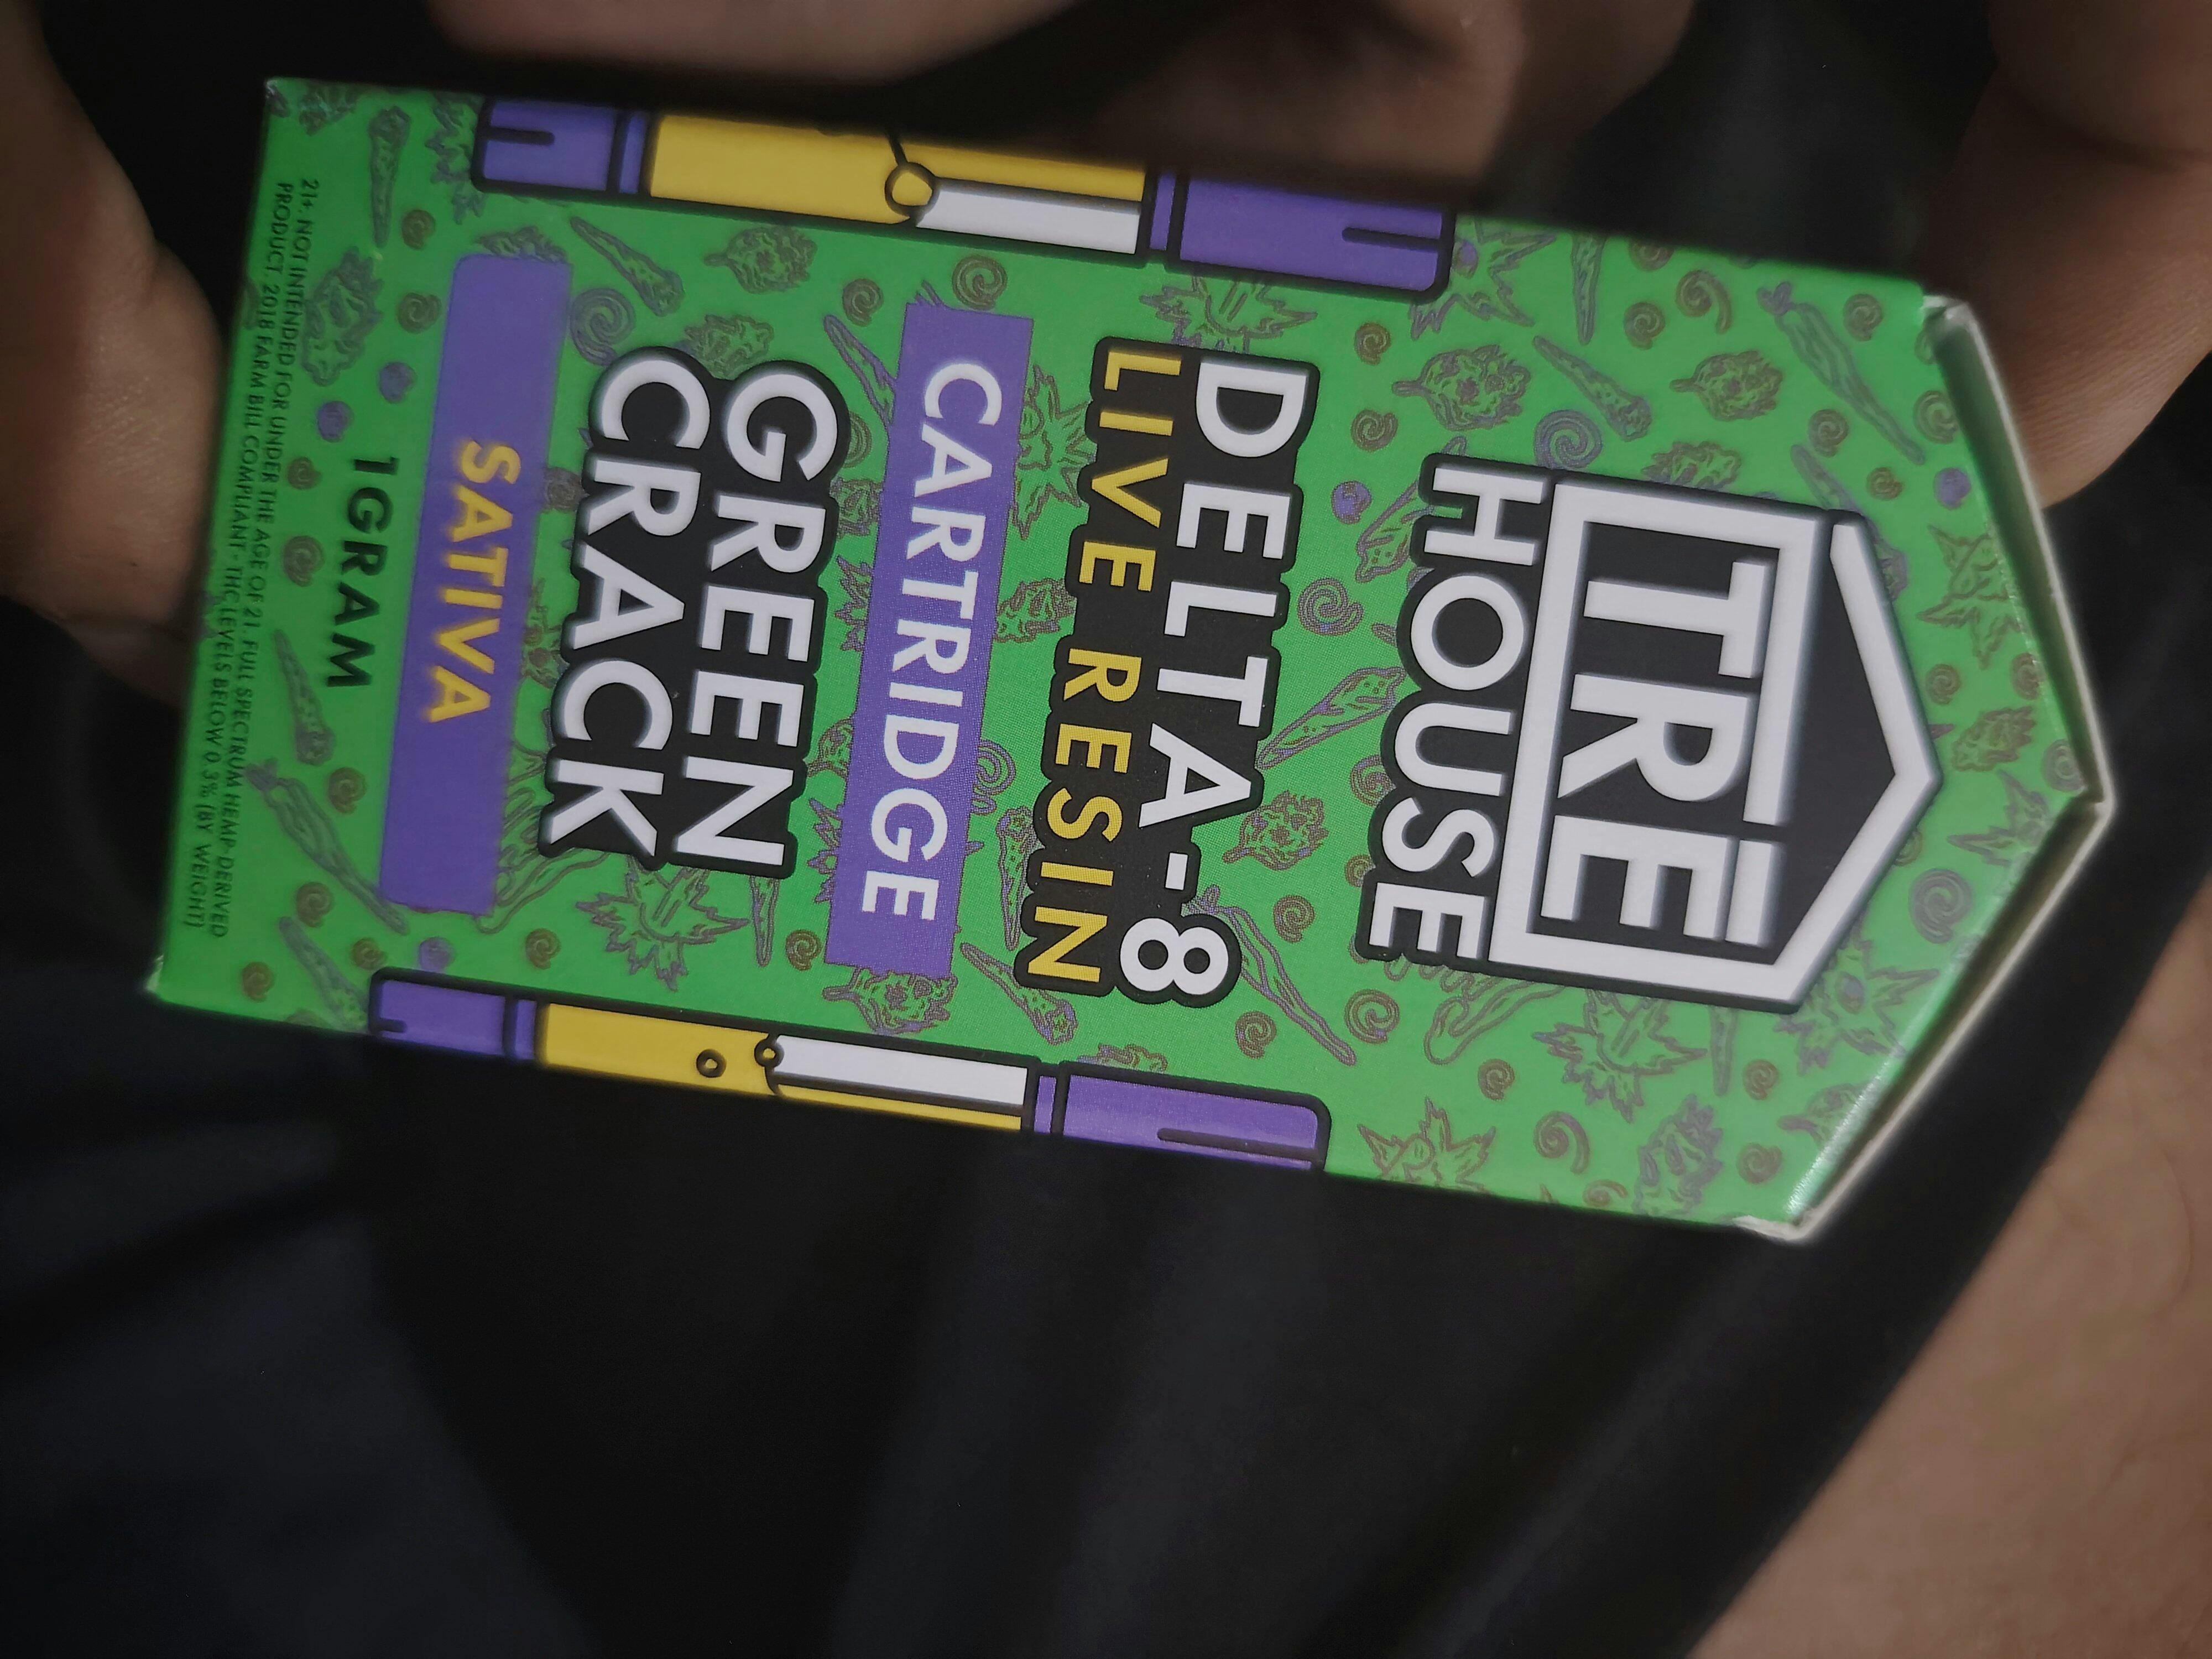 TRĒ
HOUSE
DELTA-8
LIVE RESIN
CARTRIDGE
GREEN
CRACK
SATIVA
1GRAM
21+. NOT INTENDED FOR UNDER THE AGE OF 21. FULL SPECTRUM HEMP-DERIVED
PRODUCT. 2018 FARM BILL COMPLIANT - THC LEVELS BELOW 0.3% (BY WEIGHT)